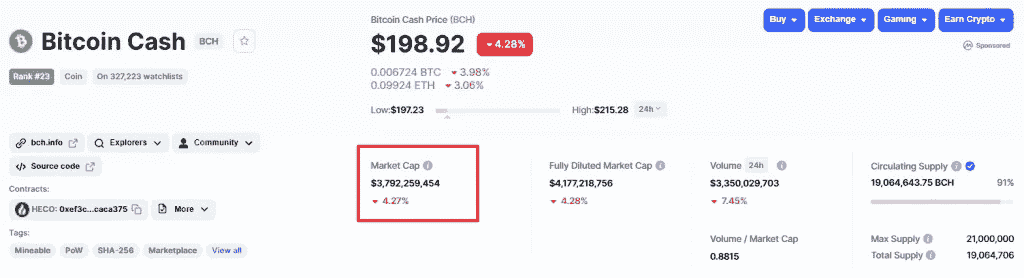 Bitcoin Cash BCH
Rank #23 Coin On 327,223 watchlists
Bitcoin Cash Price (BCH)
$198.92 4.28%
0.006724 BTC 3.98%
0.09924 ETH 3.06%
Low:$197.23 High:$215.28 24h
Buy Exchange Gaming Earn Crypto
Sponsored
bch.info Explorers Community
Source code
Contracts:
HECO: 0xef3c...caca375 More
Tags:
Mineable PoW SHA-256 Marketplace View all
Market Cap
$3,792,259,454
4.27%
Fully Diluted Market Cap
$4,177,218,756
4.28%
Volume 24h
$3,350,029,703
7.45%
Volume / Market Cap
0.8815
Circulating Supply
19,064,643.75 BCH 91%
Max Supply 21,000,000
Total Supply 19,064,706